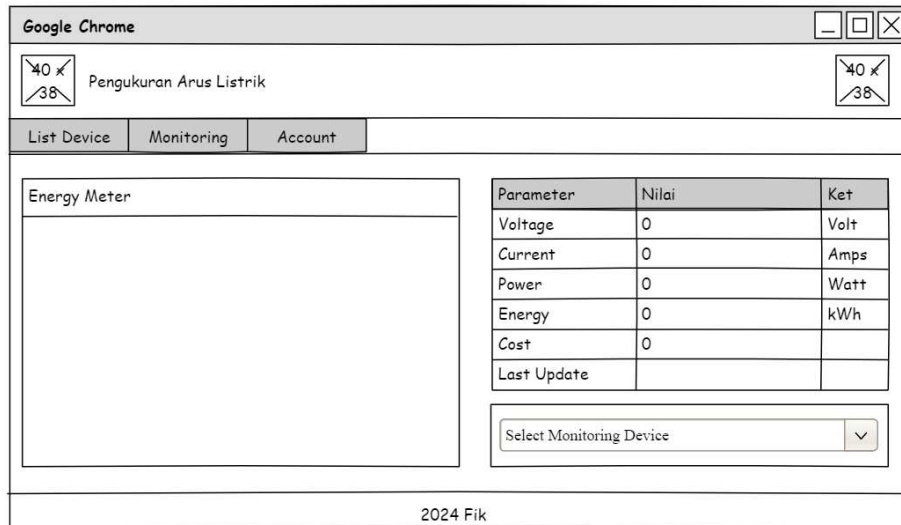 Google Chrome
40 x 38
Pengukuran Arus Listrik
40 x 38
List Device Monitoring Account
Energy Meter
Parameter Nilai Ket
Voltage 0 Volt
Current 0 Amps
Power 0 Watt
Energy 0 kWh
Cost 0
Last Update
Select Monitoring Device
2024 Fik